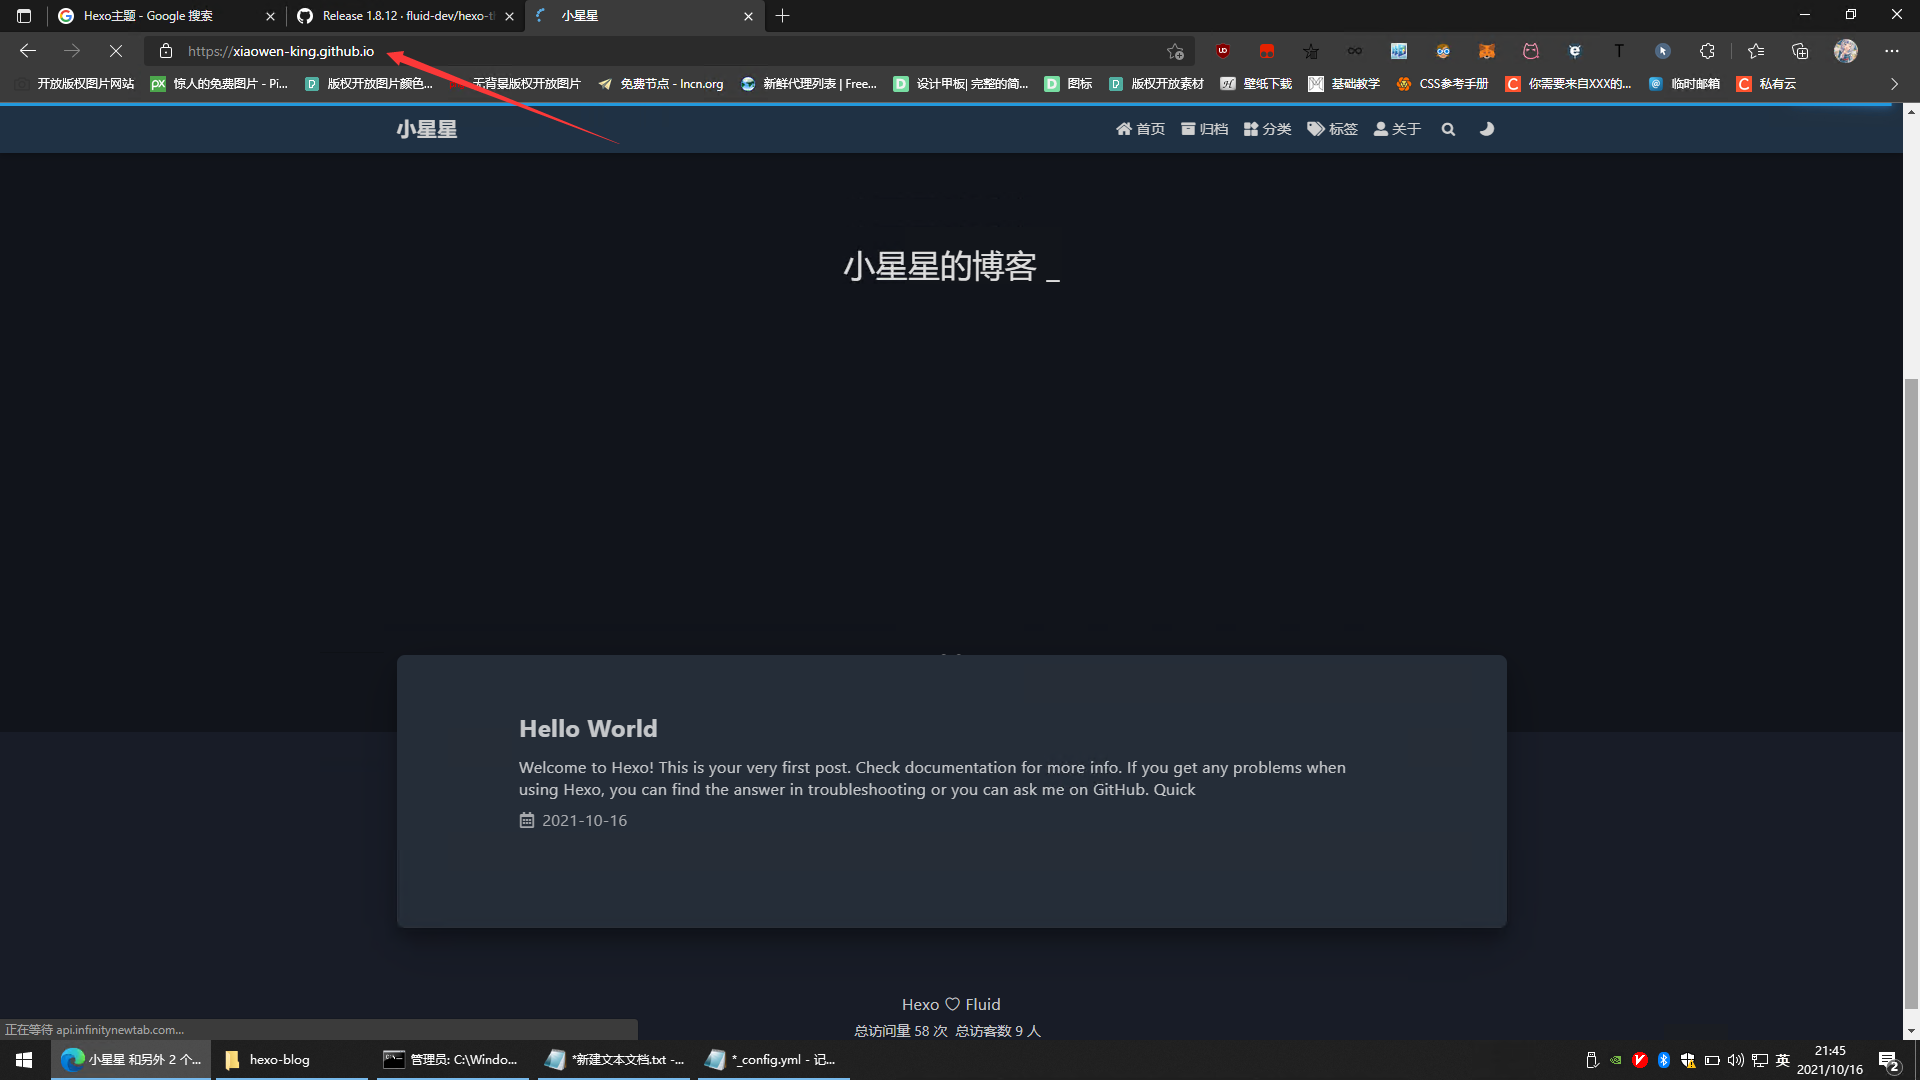 Hexo主题 - Google 搜索
Release 1.8.12 · fluid-dev/hexo-t
小星星
https://xiaowen-king.github.io
开放版权图片网站
惊人的免费图片 - Pi...
版权开放图片颜色...
无背景版权开放图片
免费节点 - lncn.org
新鲜代理列表 | Free...
设计甲板| 完整的简...
图标
版权开放素材
壁纸下载
基础教学
CSS参考手册
你需要来自XXX的...
临时邮箱
私有云
小星星
首页
归档
分类
标签
关于
小星星的博客 _
Hello World
Welcome to Hexo! This is your very first post. Check documentation for more info. If you get any problems when
using Hexo, you can find the answer in troubleshooting or you can ask me on GitHub. Quick
2021-10-16
Hexo ♡ Fluid
总访问量 58 次 总访客数 9 人
正在等待 api.infinitynewtab.com...
小星星 和另外 2 个...
hexo-blog
管理员: C:\Windo...
*新建文本文档.txt -...
*_config.yml - 记...
英
21:45
2021/10/16
2